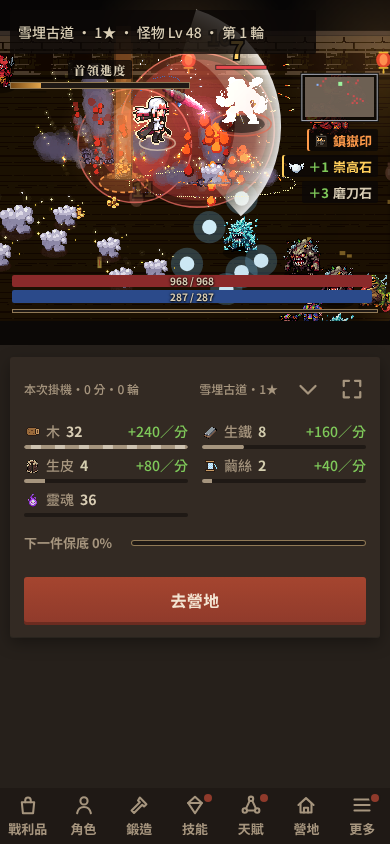 雪埋古道 · 1★ · 怪物 Lv 48 · 第 1 輪
7
首領進度
鎮嶽印
+1 崇高石
+3 磨刀石
968 / 968
287 / 287
本次掛機·0 分·0 輪
雪埋古道·1★
木 32 +240／分
生鐵 8 +160／分
生皮 4 +80／分
繭絲 2 +40／分
靈魂 36
下一件保底 0%
去營地
戰利品 角色 鍛造 技能 天賦 營地 更多